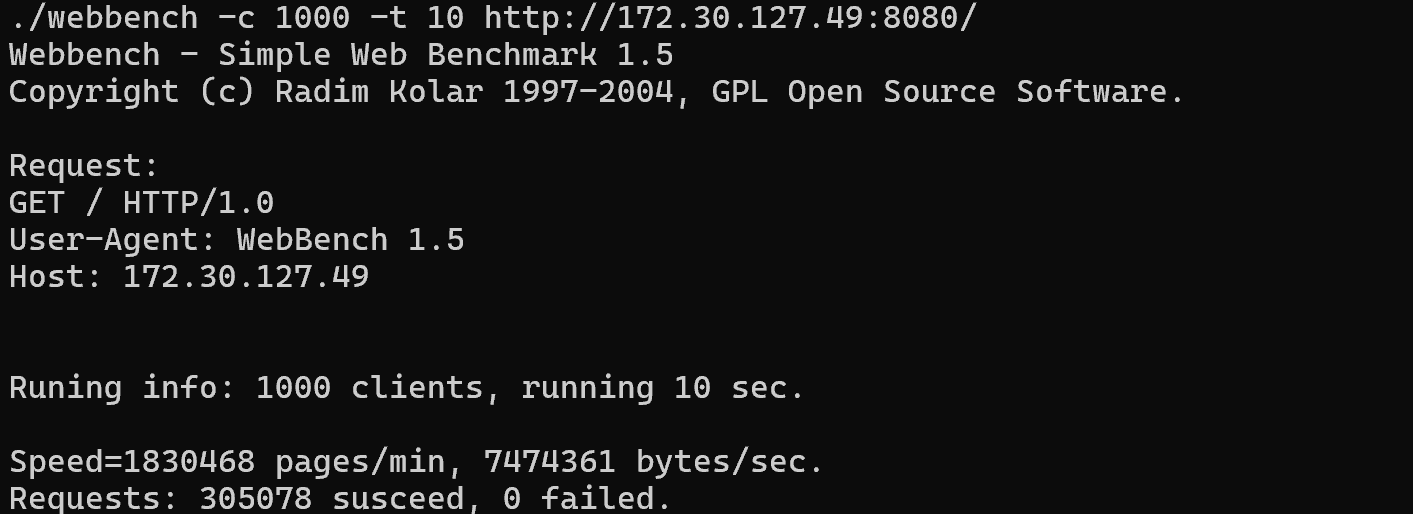 ./webbench -c 1000 -t 10 http://172.30.127.49:8080/
Webbench - Simple Web Benchmark 1.5
Copyright (c) Radim Kolar 1997-2004, GPL Open Source Software.
Request:
GET / HTTP/1.0
User-Agent: WebBench 1.5
Host: 172.30.127.49
Runing info: 1000 clients, running 10 sec.
Speed=1830468 pages/min, 7474361 bytes/sec.
Requests: 305078 susceed, 0 failed.